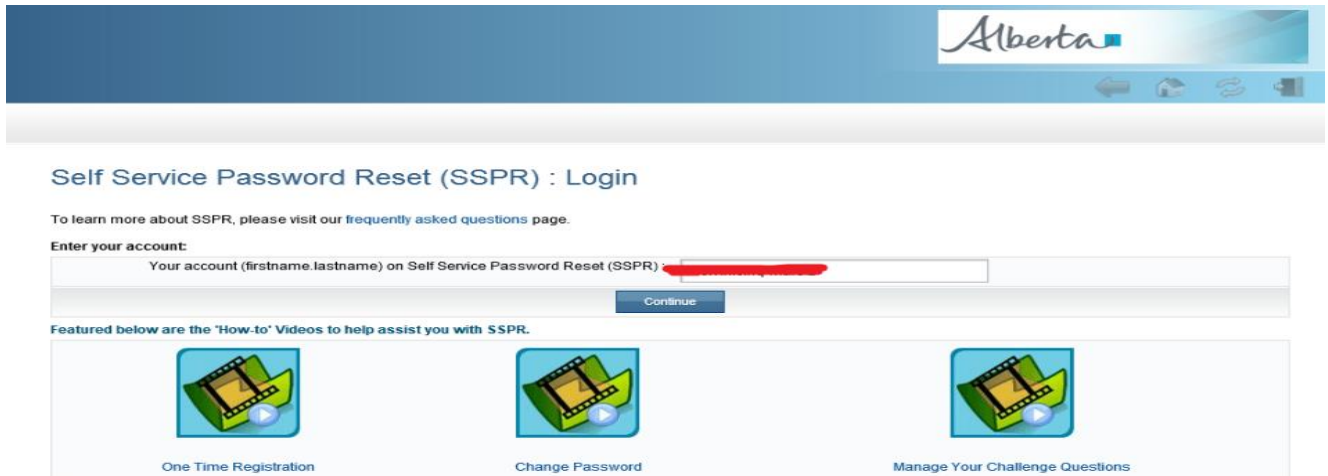 Alberta
Self Service Password Reset (SSPR) : Login
To learn more about SSPR, please visit our frequently asked questions page.
Enter your account:
Your account (firstname.lastname) on Self Service Password Reset (SSPR) :
Continue
Featured below are the 'How-to' Videos to help assist you with SSPR.
One Time Registration
Change Password
Manage Your Challenge Questions